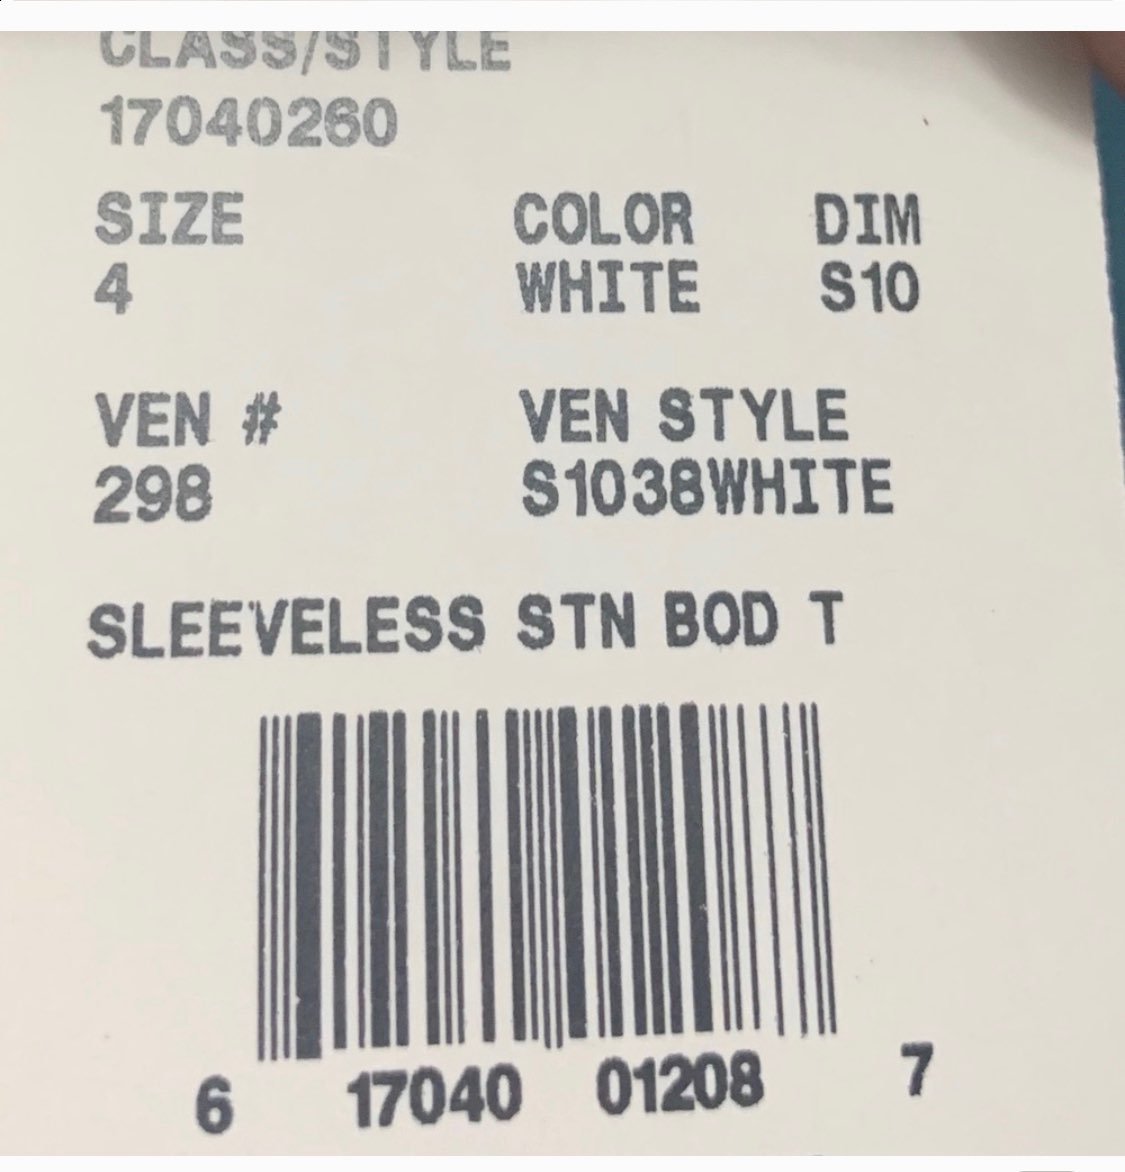 CLASS/STYLE
17040260
SIZE COLOR DIM
4 WHITE S10
VEN # VEN STYLE
298 S1038WHITE
SLEEVELESS STN BOD T
6 17040 01208 7